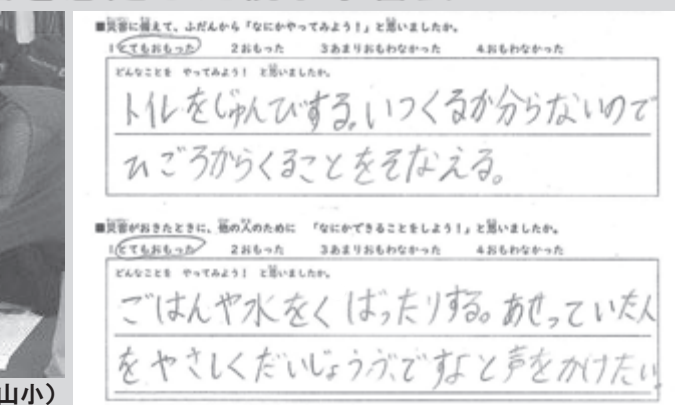 ■災害に備えて、ふだんから「なにかやってみよう！」と思いましたか。
1とてもおもった 2おもった 3あまりおもわなかった 4おもわなかった
どんなことを やってみよう！ と思いましたか。
トイレをじゅんびする。いつくるか分らないので
ひごろからくることをそなえる。
■災害がおきたときに、他の人のために 「なにかできることをしよう！」と思いましたか。
1とてもおもった 2おもった 3あまりおもわなかった 4おもわなかった
どんなことを やってみよう！ と思いましたか。
ごはんや水をくばったりする。あせっていた人
をやさしくだいじょうぶですよと声をかけたい。
山小）